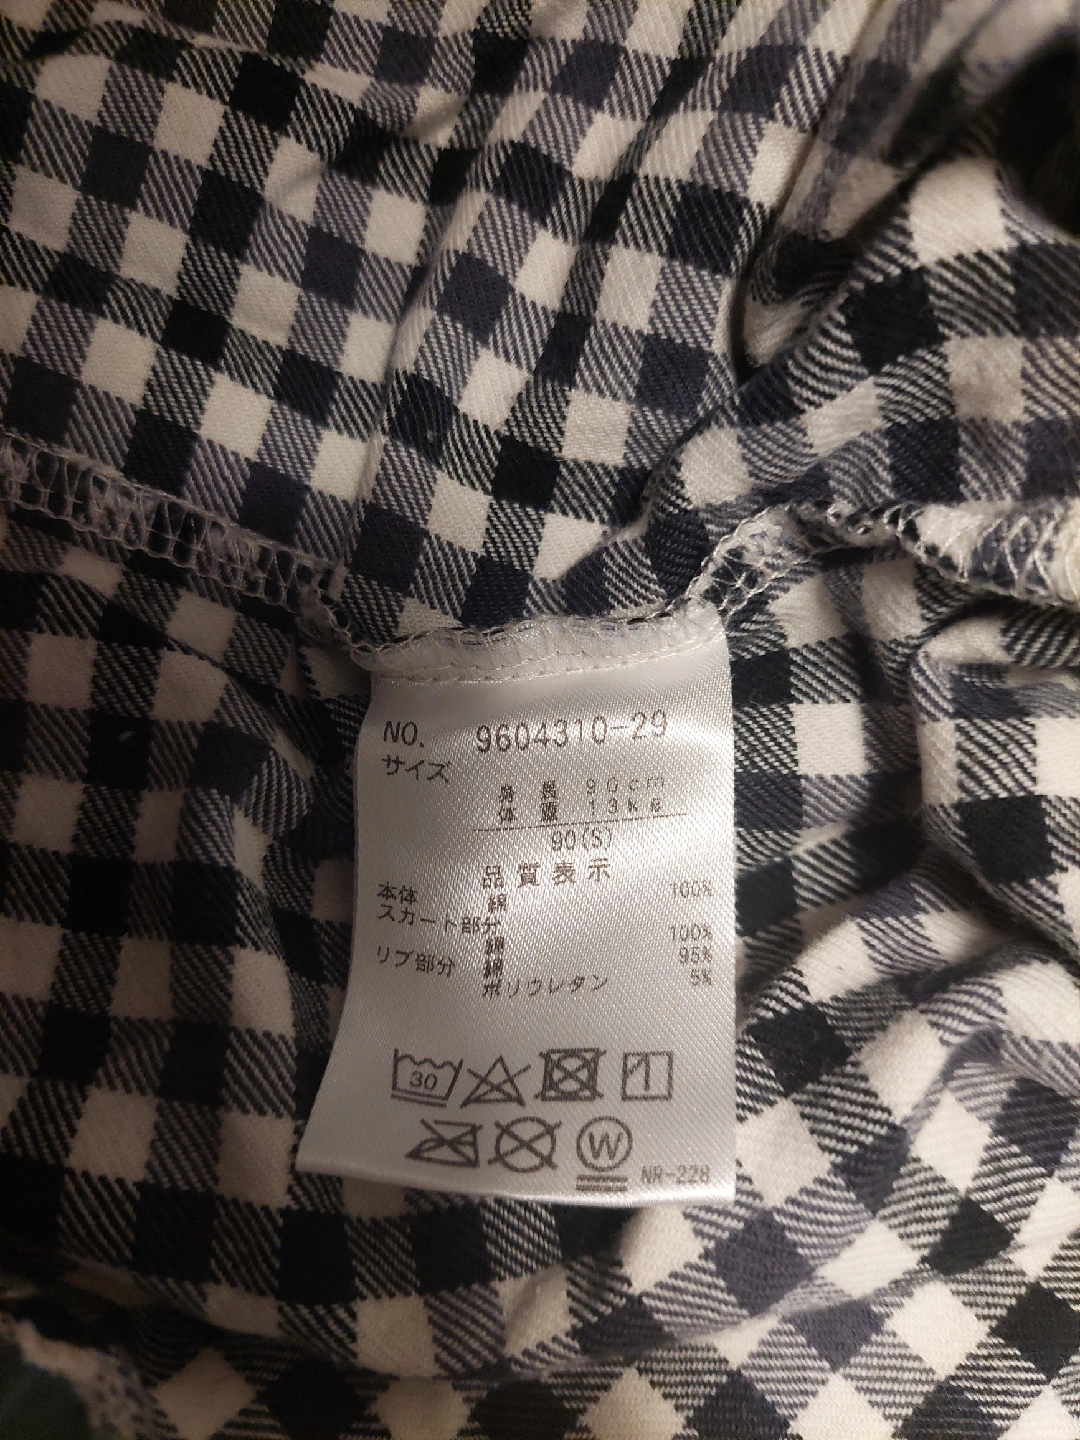 NO. 9604310-29
サイズ
身長 90cm
体重 13kg
90(S)
品質表示
本体
綿 100%
スカート部分
綿 100%
リブ部分 綿 95%
ポリウレタン 5%
30
W
NR-228